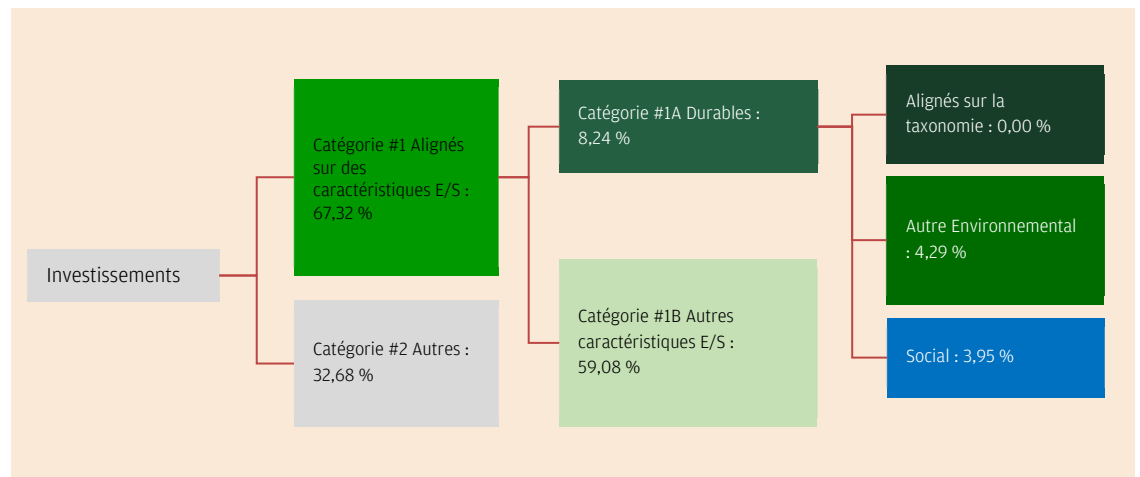 Investissements
Catégorie #1 Alignés
sur des
caractéristiques E/S :
67,32 %
Catégorie #2 Autres :
32,68 %
Catégorie #1A Durables :
8,24 %
Catégorie #1B Autres
caractéristiques E/S :
59,08 %
Alignés sur la
taxonomie : 0,00 %
Autre Environnemental
: 4,29 %
Social : 3,95 %